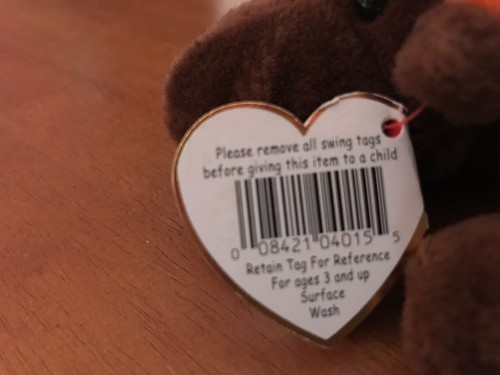 Please remove all swing tags
before giving this item to a child
0 08421 04015 5
Retain Tag For Reference
For ages 3 and up
Surface
Wash